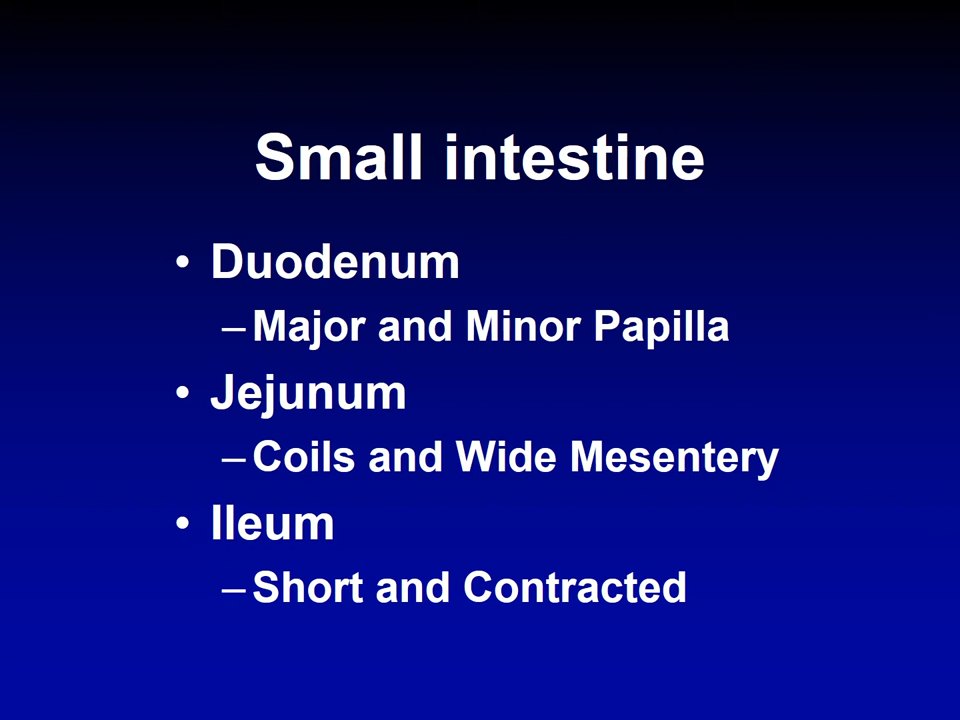 Small intestine
• Duodenum
– Major and Minor Papilla
• Jejunum
– Coils and Wide Mesentery
• Ileum
– Short and Contracted